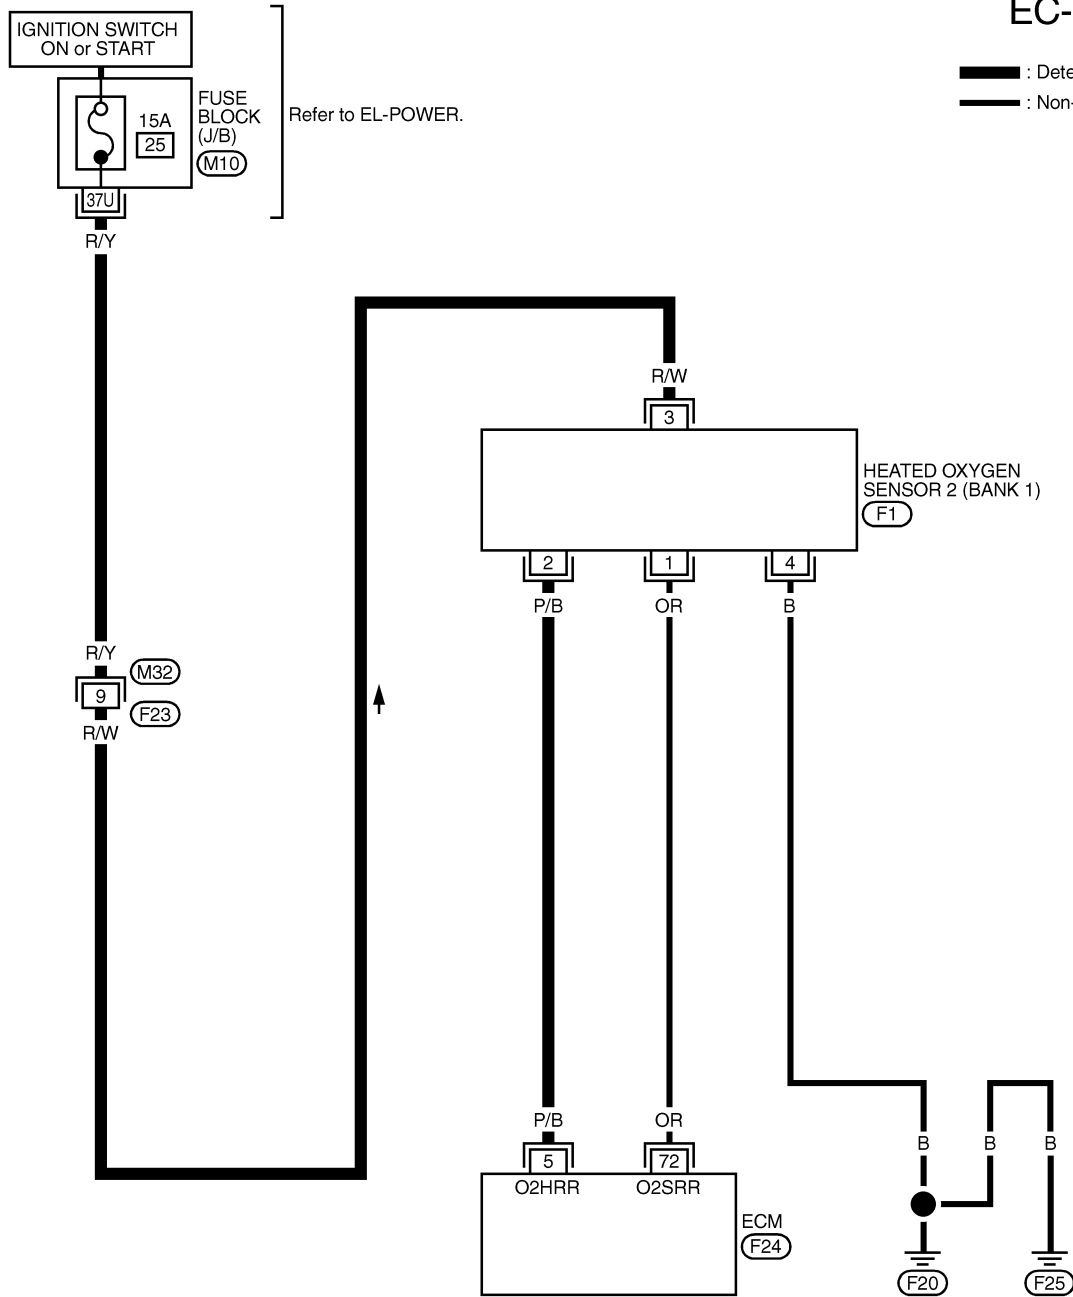 EC-
IGNITION SWITCH
ON or START
: Dete
: Non-
FUSE
BLOCK
(J/B)
M10
15A
25
Refer to EL-POWER.
37U
R/Y
R/W
3
HEATED OXYGEN
SENSOR 2 (BANK 1)
F1
2
1
4
P/B
OR
B
R/Y
M32
9
F23
R/W
P/B
OR
B
B
B
5
72
O2HRR
O2SRR
ECM
F24
F20
F25